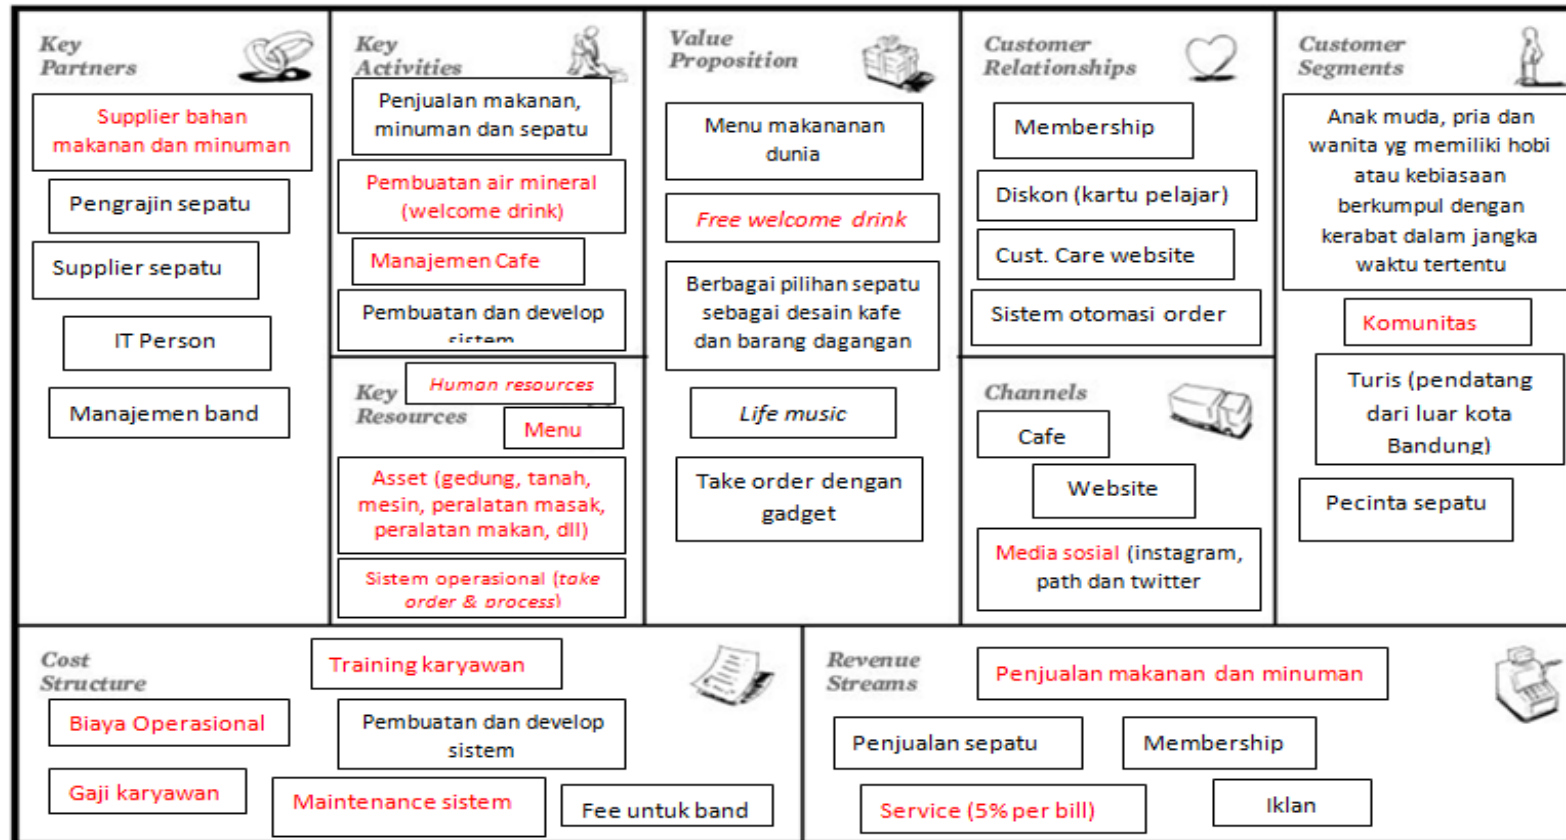 Key
Partners
Supplier bahan
makanan dan minuman
Pengrajin sepatu
Supplier sepatu
IT Person
Manajemen band
Key
Activities
Penjualan makanan,
minuman dan sepatu
Pembuatan air mineral
(welcome drink)
Manajemen Cafe
Pembuatan dan develop
sistem
Key
Resources
Human resources
Menu
Asset (gedung, tanah,
mesin, peralatan masak,
peralatan makan, dll)
Sistem operasional (take
order & process)
Value
Proposition
Menu makananan
dunia
Free welcome drink
Berbagai pilihan sepatu
sebagai desain kafe
dan barang dagangan
Life music
Take order dengan
gadget
Customer
Relationships
Membership
Diskon (kartu pelajar)
Cust. Care website
Sistem otomasi order
Channels
Cafe
Website
Media sosial (instagram,
path dan twitter
Customer
Segments
Anak muda, pria dan
wanita yg memiliki hobi
atau kebiasaan
berkumpul dengan
kerabat dalam jangka
waktu tertentu
Komunitas
Turis (pendatang
dari luar kota
Bandung)
Pecinta sepatu
Cost
Structure
Training karyawan
Biaya Operasional
Pembuatan dan develop
sistem
Gaji karyawan
Maintenance sistem
Fee untuk band
Revenue
Streams
Penjualan makanan dan minuman
Penjualan sepatu
Membership
Service (5% per bill)
Iklan